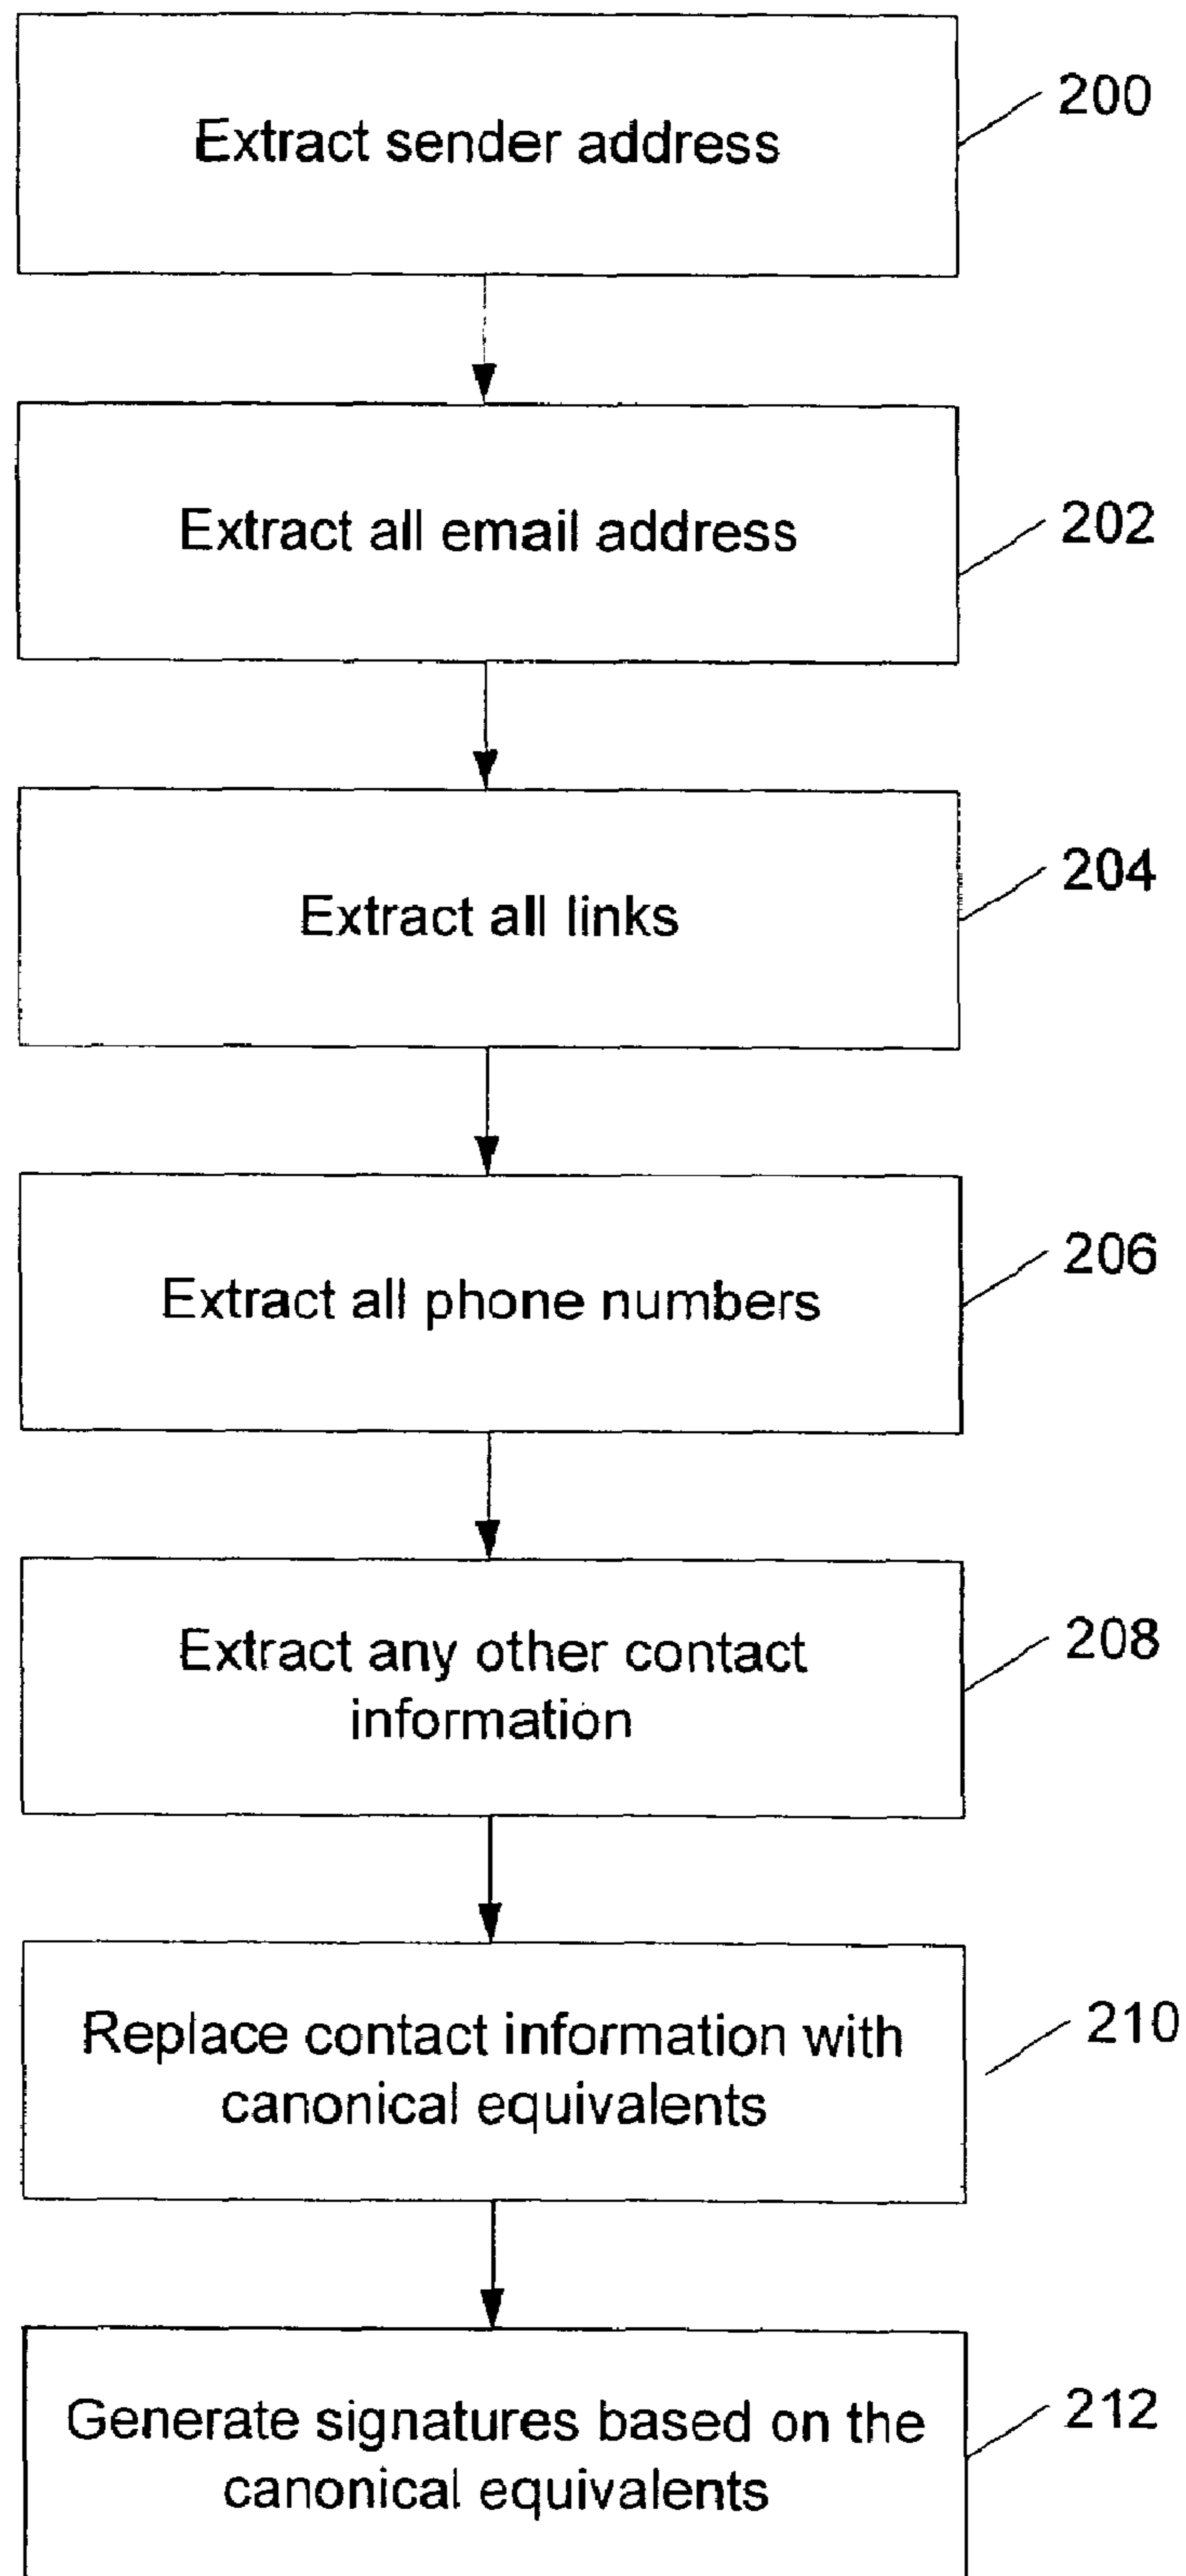 Extract sender address
200
Extract all email address
202
Extract all links
204
Extract all phone numbers
206
Extract any other contact
information
208
Replace contact information with
canonical equivalents
210
Generate signatures based on the
canonical equivalents
212